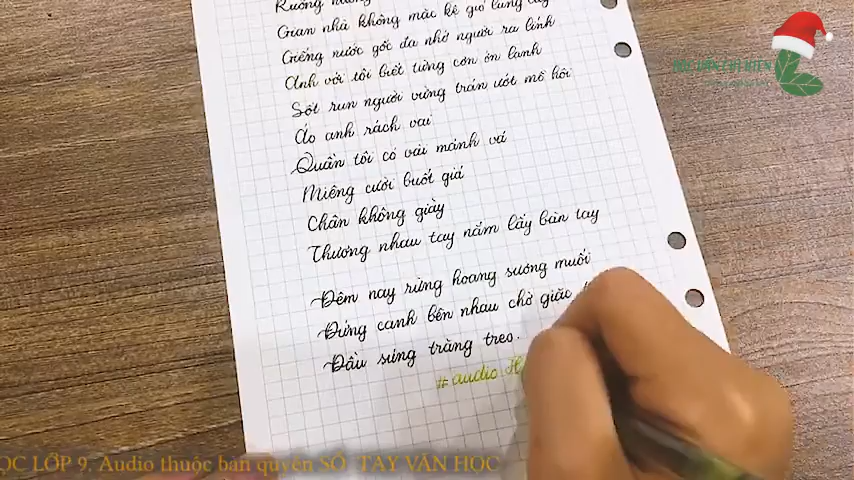 Ruộng nương
Gian nhà không mặc kệ gió lung lay
Giếng nước gốc đa nhớ người ra lính
Anh với tôi biết từng cơn ớn lạnh
Sốt run người vừng trán ướt mồ hôi
Áo anh rách vai
Quần tôi có vài mảnh vá
Miệng cười buốt giá
Chân không giày
Thương nhau tay nắm lấy bàn tay
Đêm nay rừng hoang sương muối
Đứng cạnh bên nhau chờ giặc
Đầu súng trăng treo.
#audio
ỌC LỚP 9. Audio thuộc bản quyền SỔ TAY VĂN HỌC